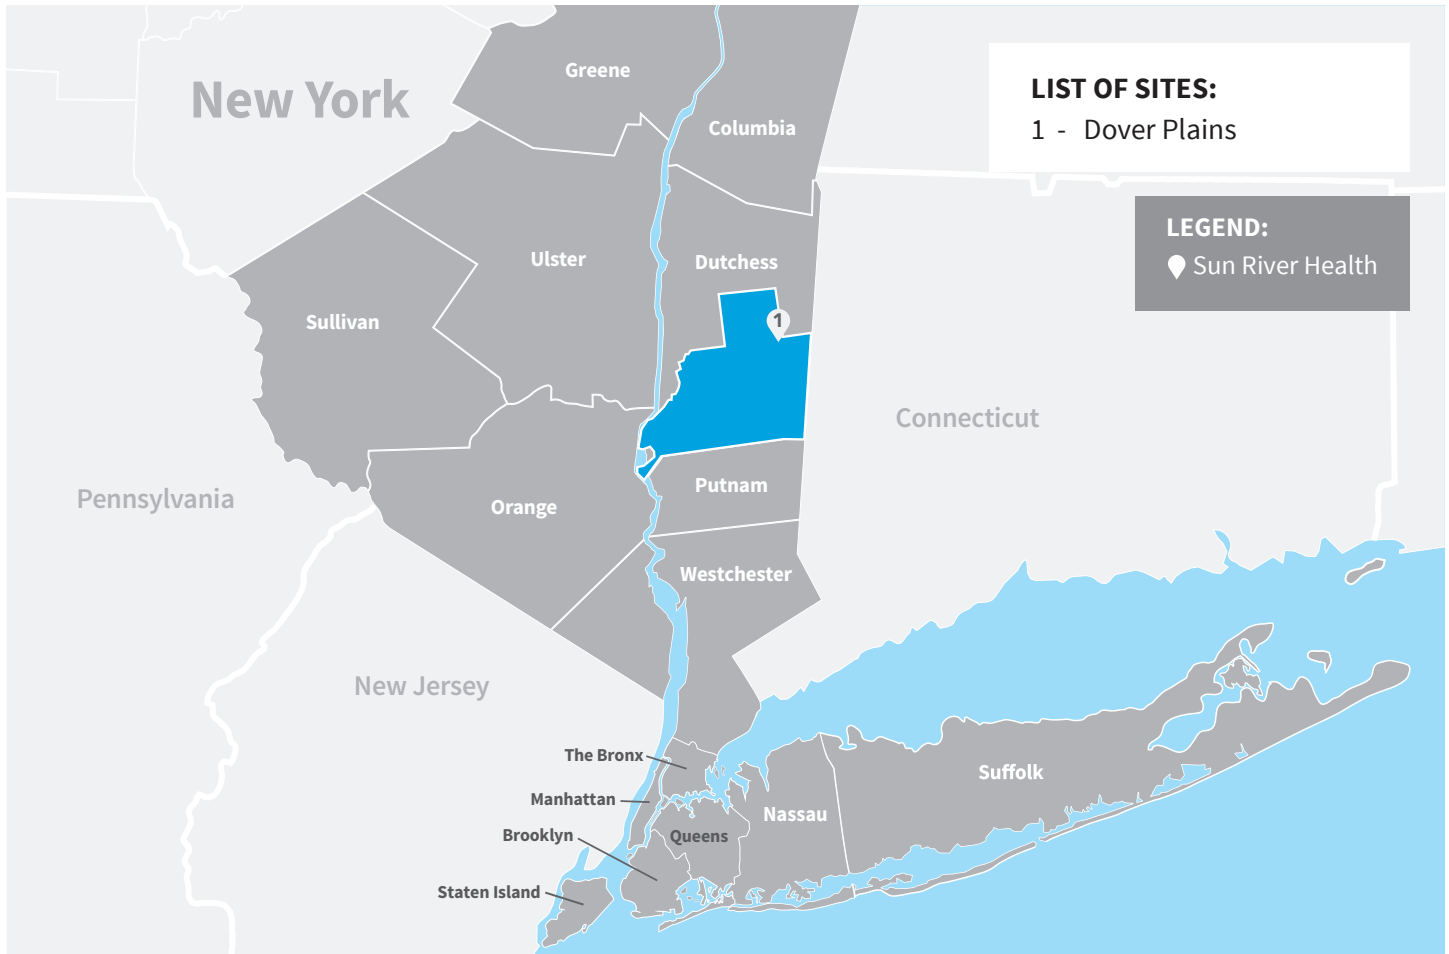 New York
Greene
Columbia
LIST OF SITES:
1 - Dover Plains
LEGEND:
Sun River Health
Ulster
Dutchess
Sullivan
1
Connecticut
Pennsylvania
Orange
Putnam
Westchester
New Jersey
The Bronx
Suffolk
Manhattan
Nassau
Brooklyn
Queens
Staten Island